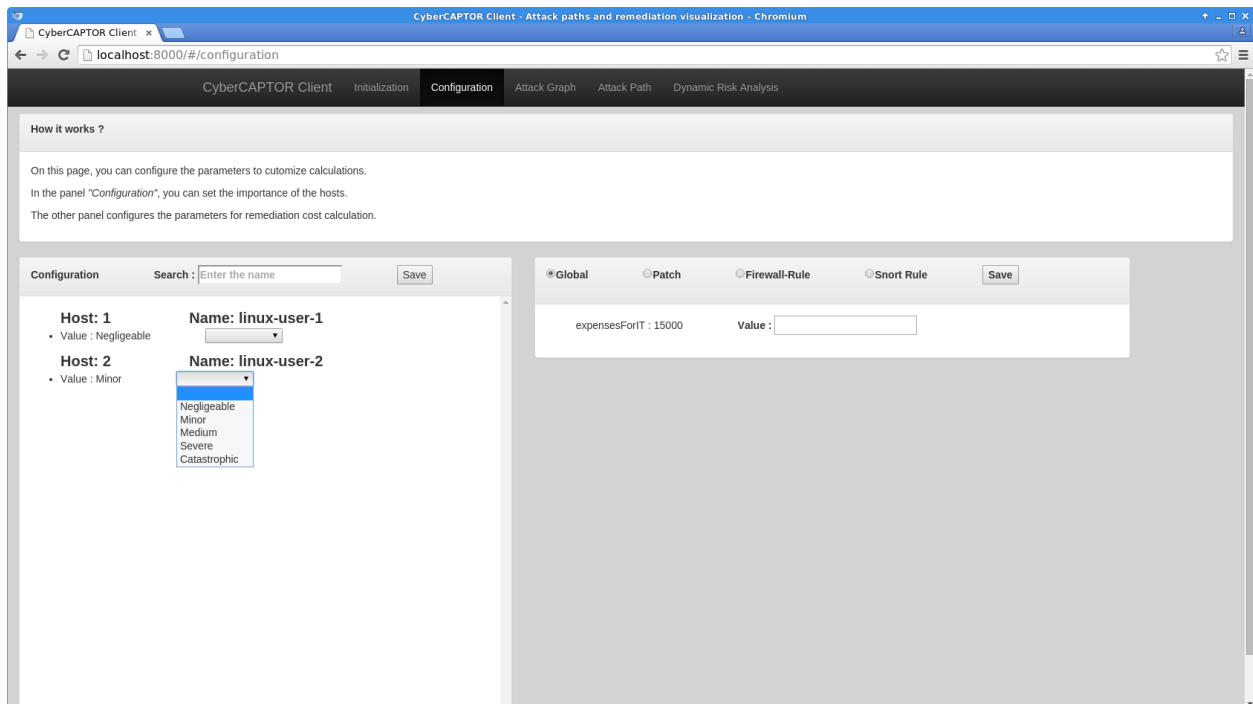 CyberCAPTOR Client - Attack paths and remediation visualization - Chromium
CyberCAPTOR Client
localhost:8000/#/configuration
CyberCAPTOR Client Initialization Configuration Attack Graph Attack Path Dynamic Risk Analysis
How it works ?
On this page, you can configure the parameters to cutomize calculations.
In the panel "Configuration", you can set the importance of the hosts.
The other panel configures the parameters for remediation cost calculation.
Configuration Search : Enter the name Save
Global Patch Firewall-Rule Snort Rule Save
expensesForIT : 15000 Value :
Host: 1 Name: linux-user-1
• Value : Negligeable
Host: 2 Name: linux-user-2
• Value : Minor
Negligeable
Minor
Medium
Severe
Catastrophic